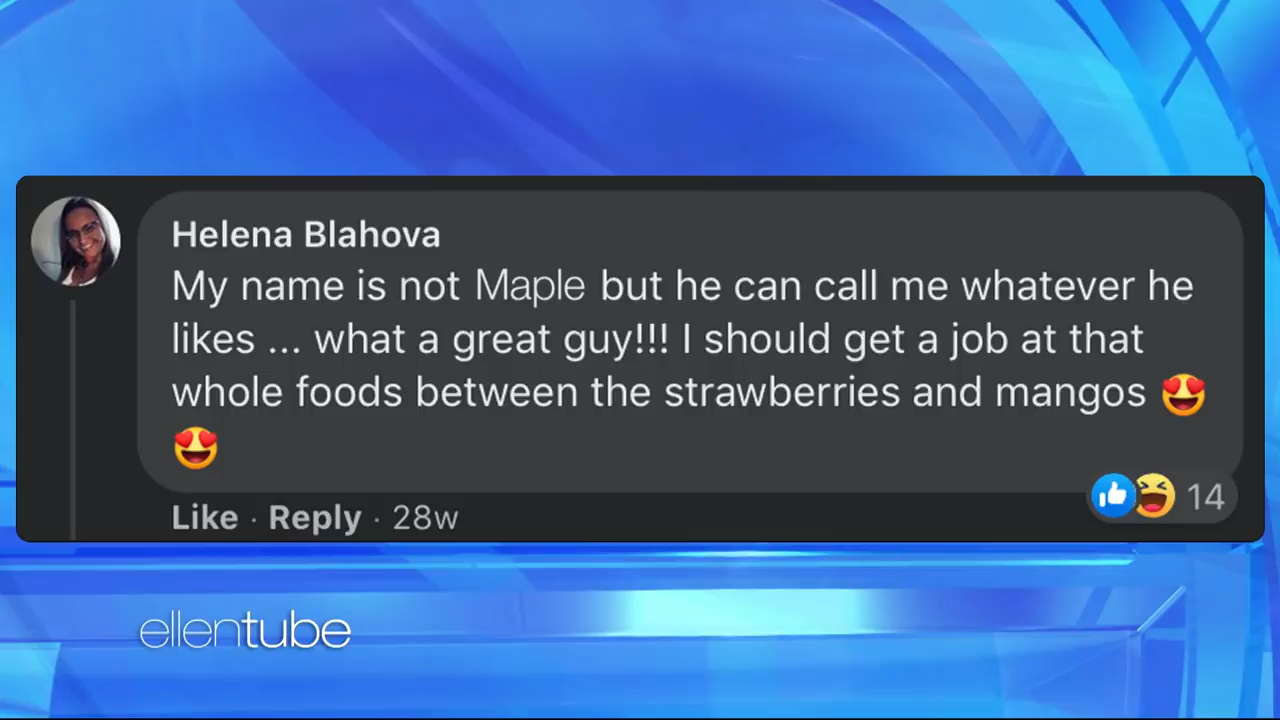 Helena Blahova
My name is not Maple but he can call me whatever he
likes ... what a great guy!!! I should get a job at that
whole foods between the strawberries and mangos 😍
😍
Like · Reply · 28w
14
ellentube